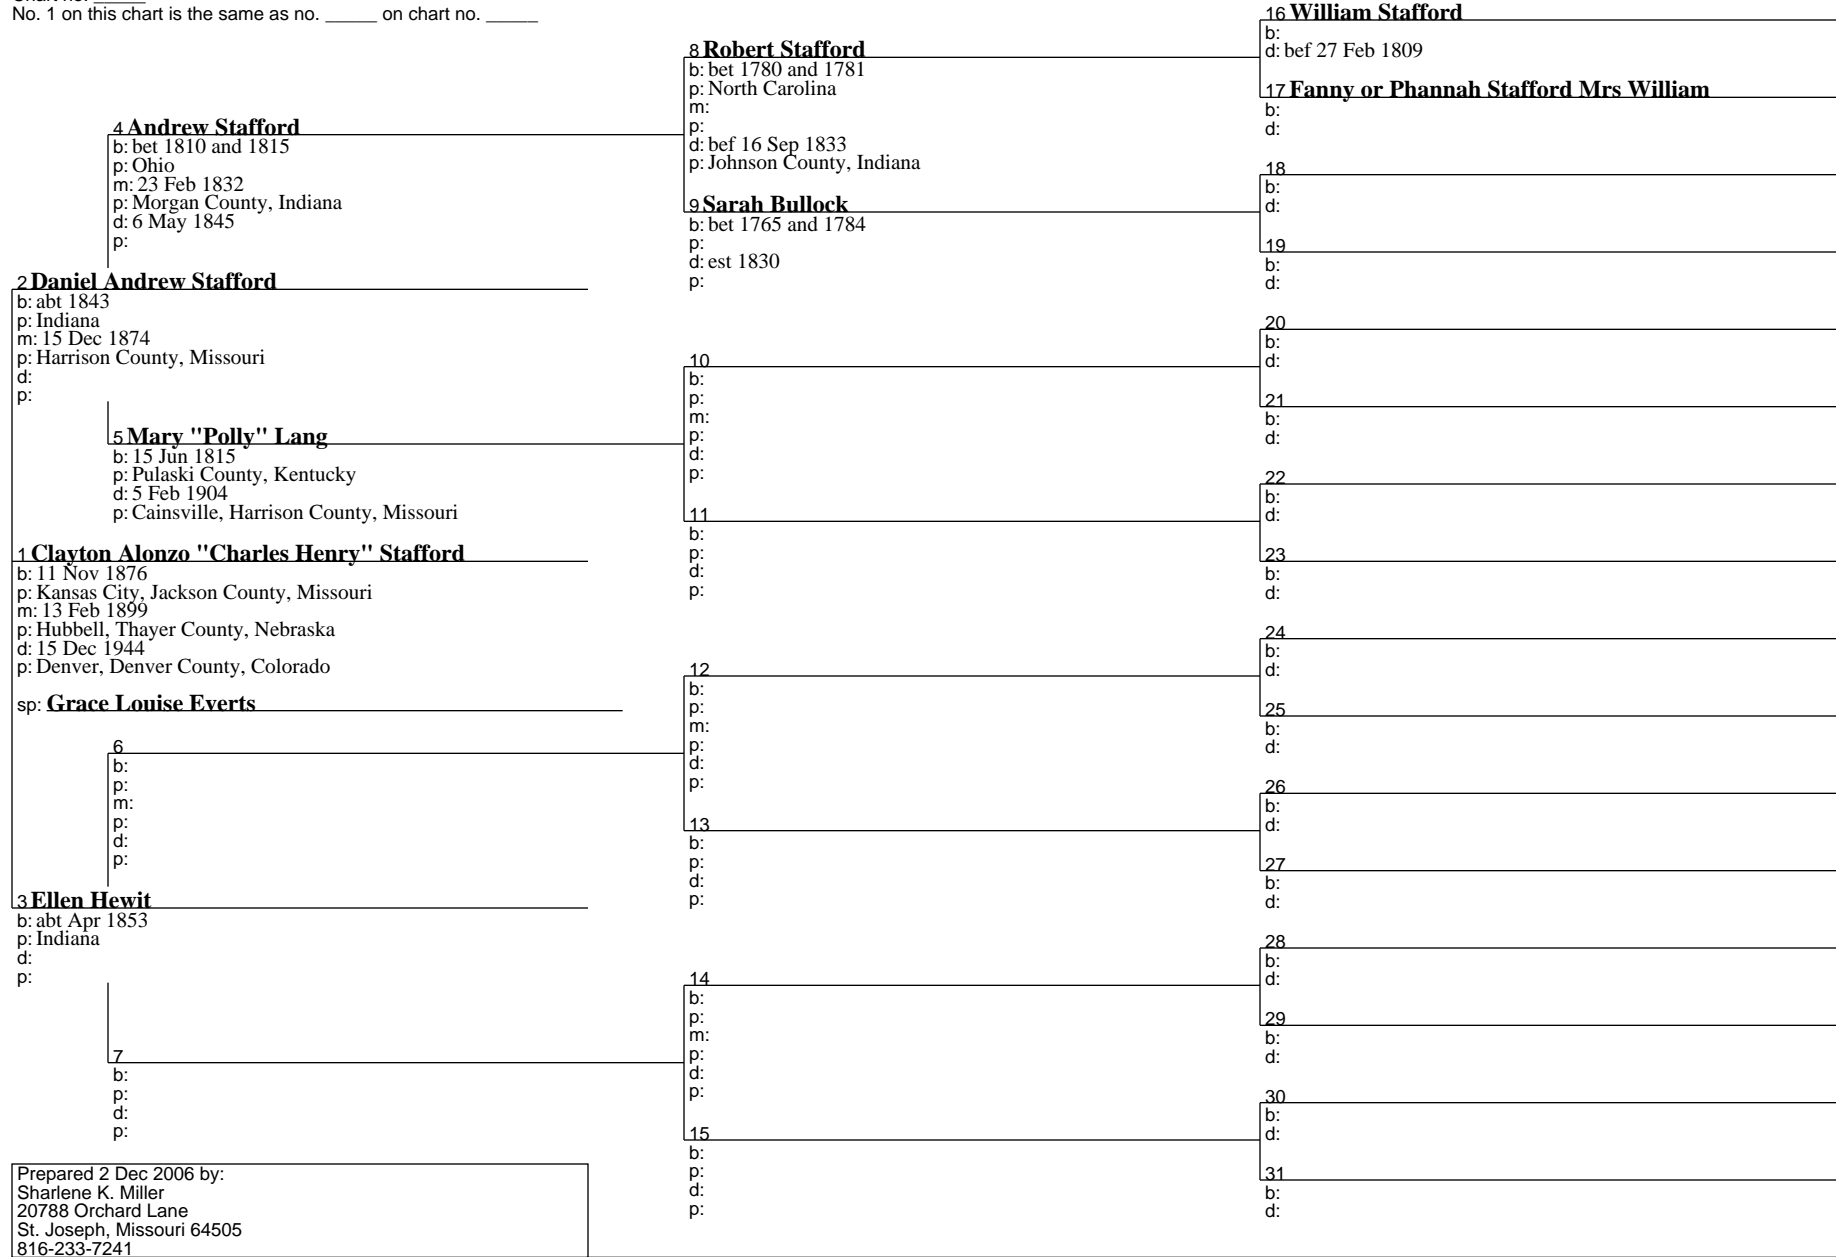 No. 1 on this chart is the same as no. _____ on chart no. _____
2 Daniel Andrew Stafford
b: abt 1843
p: Indiana
m: 15 Dec 1874
p: Harrison County, Missouri
d:
p:
1 Clayton Alonzo "Charles Henry" Stafford
b: 11 Nov 1876
p: Kansas City, Jackson County, Missouri
m: 13 Feb 1899
p: Hubbell, Thayer County, Nebraska
d: 15 Dec 1944
p: Denver, Denver County, Colorado
sp: Grace Louise Everts
3 Ellen Hewit
b: abt Apr 1853
p: Indiana
d:
p:
4 Andrew Stafford
b: bet 1810 and 1815
p: Ohio
m: 23 Feb 1832
p: Morgan County, Indiana
d: 6 May 1845
p:
5 Mary "Polly" Lang
b: 15 Jun 1815
p: Pulaski County, Kentucky
d: 5 Feb 1904
p: Cainsville, Harrison County, Missouri
6
b:
p:
m:
p:
d:
p:
7
b:
p:
d:
p:
8 Robert Stafford
b: bet 1780 and 1781
p: North Carolina
m:
p:
d: bef 16 Sep 1833
p: Johnson County, Indiana
9 Sarah Bullock
b: bet 1765 and 1784
p:
d: est 1830
p:
10
b:
p:
m:
p:
d:
p:
11
b:
p:
d:
p:
12
b:
p:
m:
p:
d:
p:
13
b:
p:
d:
p:
14
b:
p:
m:
p:
d:
p:
15
b:
p:
d:
p:
16 William Stafford
b:
d: bef 27 Feb 1809
17 Fanny or Phannah Stafford Mrs William
b:
d:
18
b:
d:
19
b:
d:
20
b:
d:
21
b:
d:
22
b:
d:
23
b:
d:
24
b:
d:
25
b:
d:
26
b:
d:
27
b:
d:
28
b:
d:
29
b:
d:
30
b:
d:
31
b:
d:
Prepared 2 Dec 2006 by:
Sharlene K. Miller
20788 Orchard Lane
St. Joseph, Missouri 64505
816-233-7241